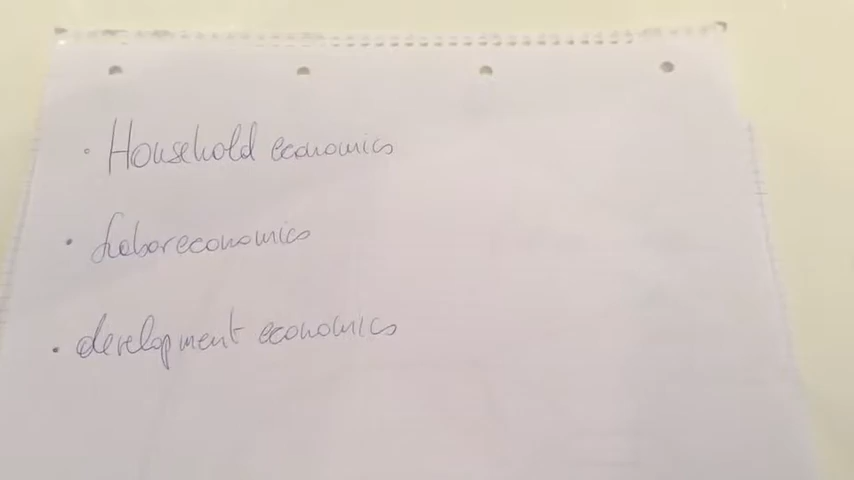 • Household economics
• Laboreconomics
• development economics